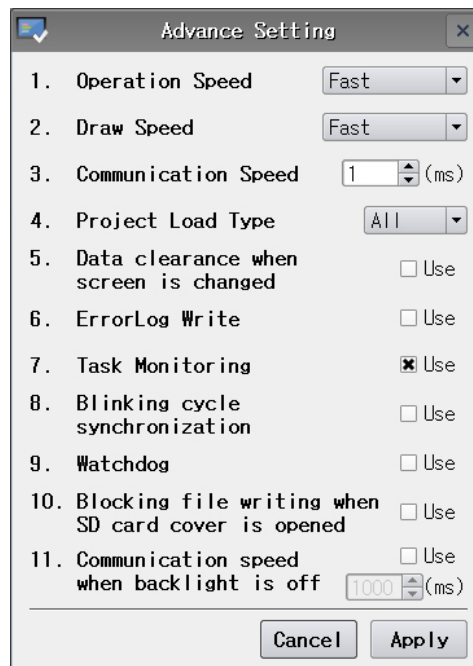 Advance Setting
1. Operation Speed Fast
2. Draw Speed Fast
3. Communication Speed 1 (ms)
4. Project Load Type All
5. Data clearance when
screen is changed Use
6. ErrorLog Write Use
7. Task Monitoring Use
8. Blinking cycle
synchronization Use
9. Watchdog Use
10. Blocking file writing when
SD card cover is opened Use
11. Communication speed Use
when backlight is off 1000 (ms)
Cancel Apply